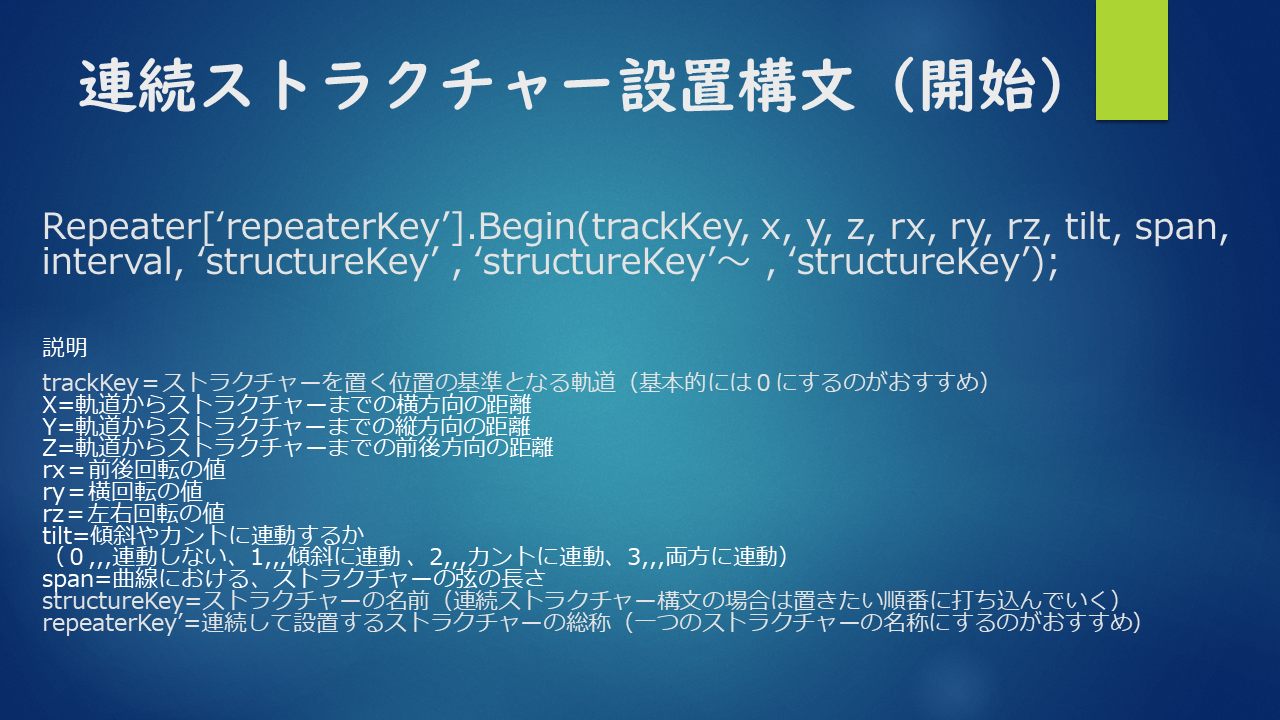 連続ストラクチャー設置構文（開始）
Repeater[‘repeaterKey’].Begin(trackKey, x, y, z, rx, ry, rz, tilt, span,
interval, ‘structureKey’ , ‘structureKey’～ , ‘structureKey’);
説明
trackKey＝ストラクチャーを置く位置の基準となる軌道（基本的には０にするのがおすすめ）
X=軌道からストラクチャーまでの横方向の距離
Y=軌道からストラクチャーまでの縦方向の距離
Z=軌道からストラクチャーまでの前後方向の距離
rx＝前後回転の値
ry＝横回転の値
rz＝左右回転の値
tilt=傾斜やカントに連動するか
（０,,,連動しない、1,,,傾斜に連動 、2,,,カントに連動、3,,,両方に連動）
span=曲線における、ストラクチャーの弦の長さ
structureKey=ストラクチャーの名前（連続ストラクチャー構文の場合は置きたい順番に打ち込んでいく）
repeaterKey’=連続して設置するストラクチャーの総称（一つのストラクチャーの名称にするのがおすすめ）